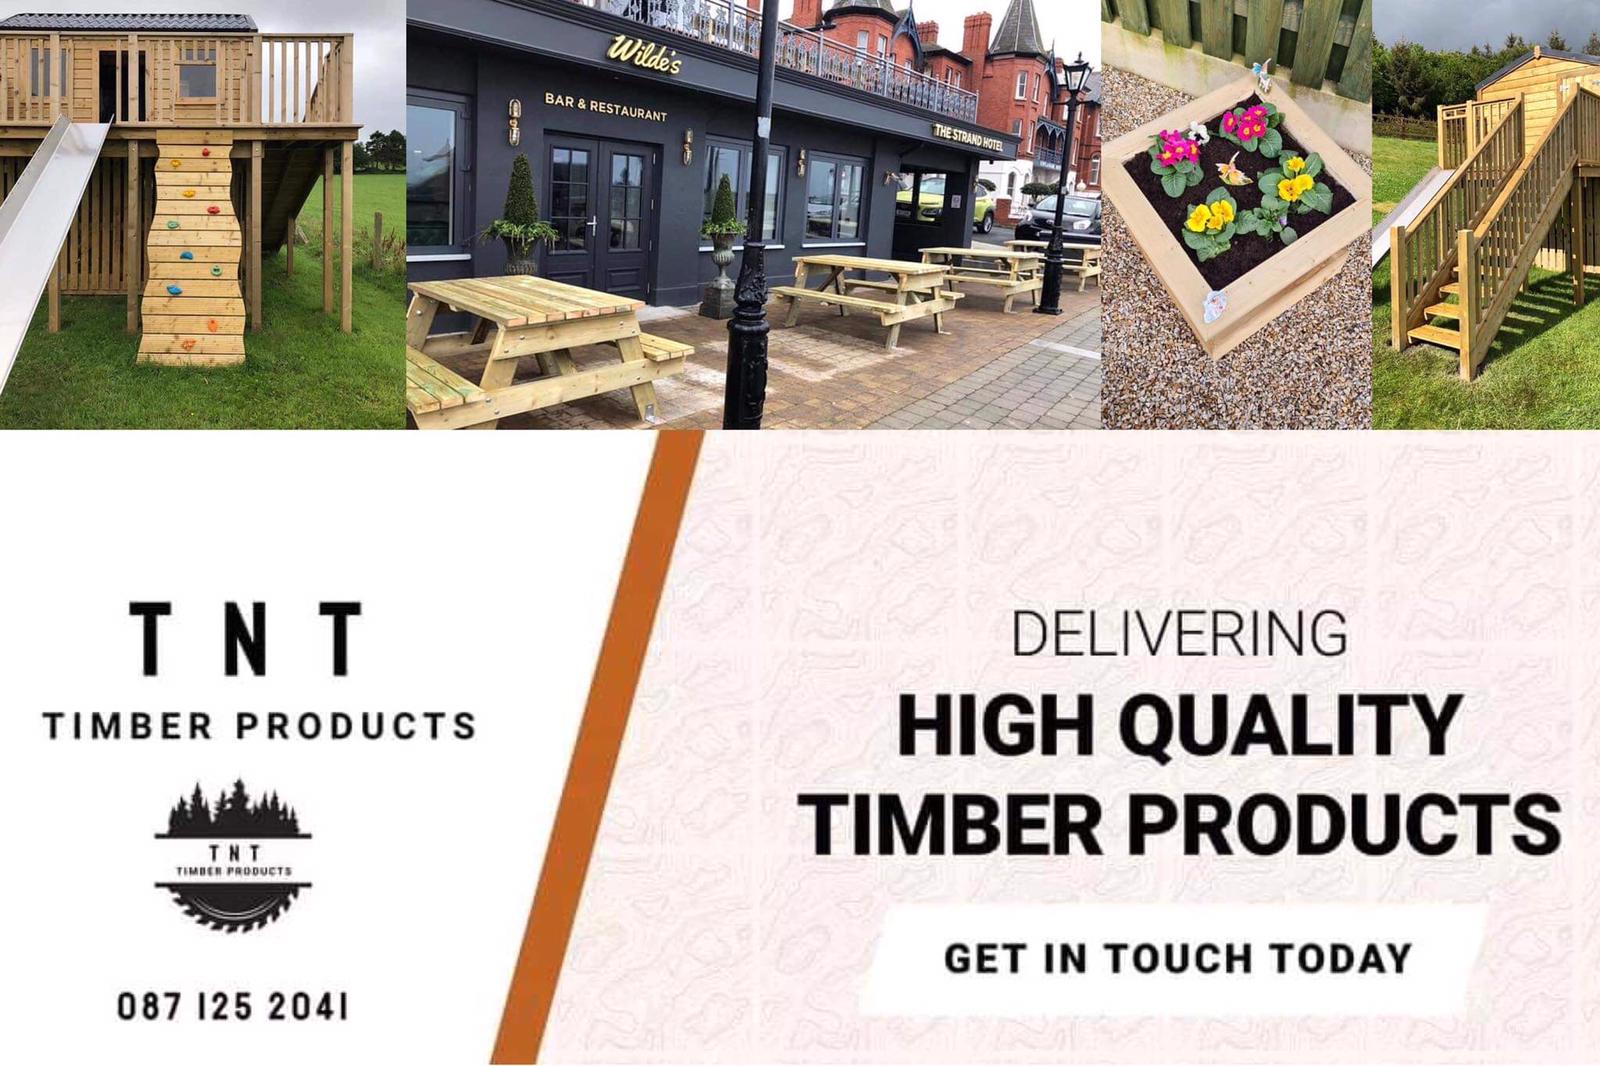 Wilde's
BAR & RESTAURANT
THE STRAND HOTEL
T N T
TIMBER PRODUCTS
T N T
TIMBER PRODUCTS
087 125 2041
DELIVERING
HIGH QUALITY
TIMBER PRODUCTS
GET IN TOUCH TODAY